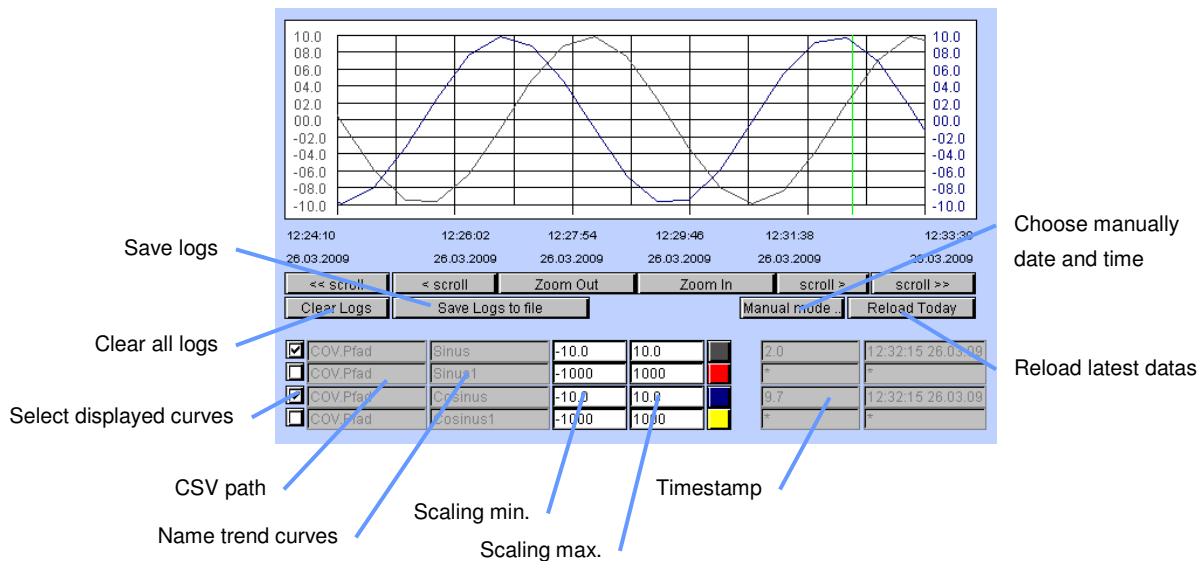 10.0 10.0
08.0 08.0
06.0 06.0
04.0 04.0
02.0 02.0
00.0 00.0
-02.0 -02.0
-04.0 -04.0
-06.0 -06.0
-08.0 -08.0
-10.0 -10.0
12:24:10 12:26:02 12:27:54 12:29:46 12:31:38 12:33:30
26.03.2009 26.03.2009 26.03.2009 26.03.2009 26.03.2009 26.03.2009
<< scroll < scroll Zoom Out Zoom In scroll > scroll >>
Clear Logs Save Logs to file Manual mode .. Reload Today
COV.Pfad Sinus -10.0 10.0 2.0 12:32:15 26.03.09
COV.Pfad Sinus1 -1000 1000 * *
COV.Pfad Cosinus -10.0 10.0 9.7 12:32:15 26.03.09
COV.Pfad Cosinus1 -1000 1000 * *
Save logs
Clear all logs
Select displayed curves
CSV path
Name trend curves
Scaling min.
Scaling max.
Timestamp
Choose manually
date and time
Reload latest datas